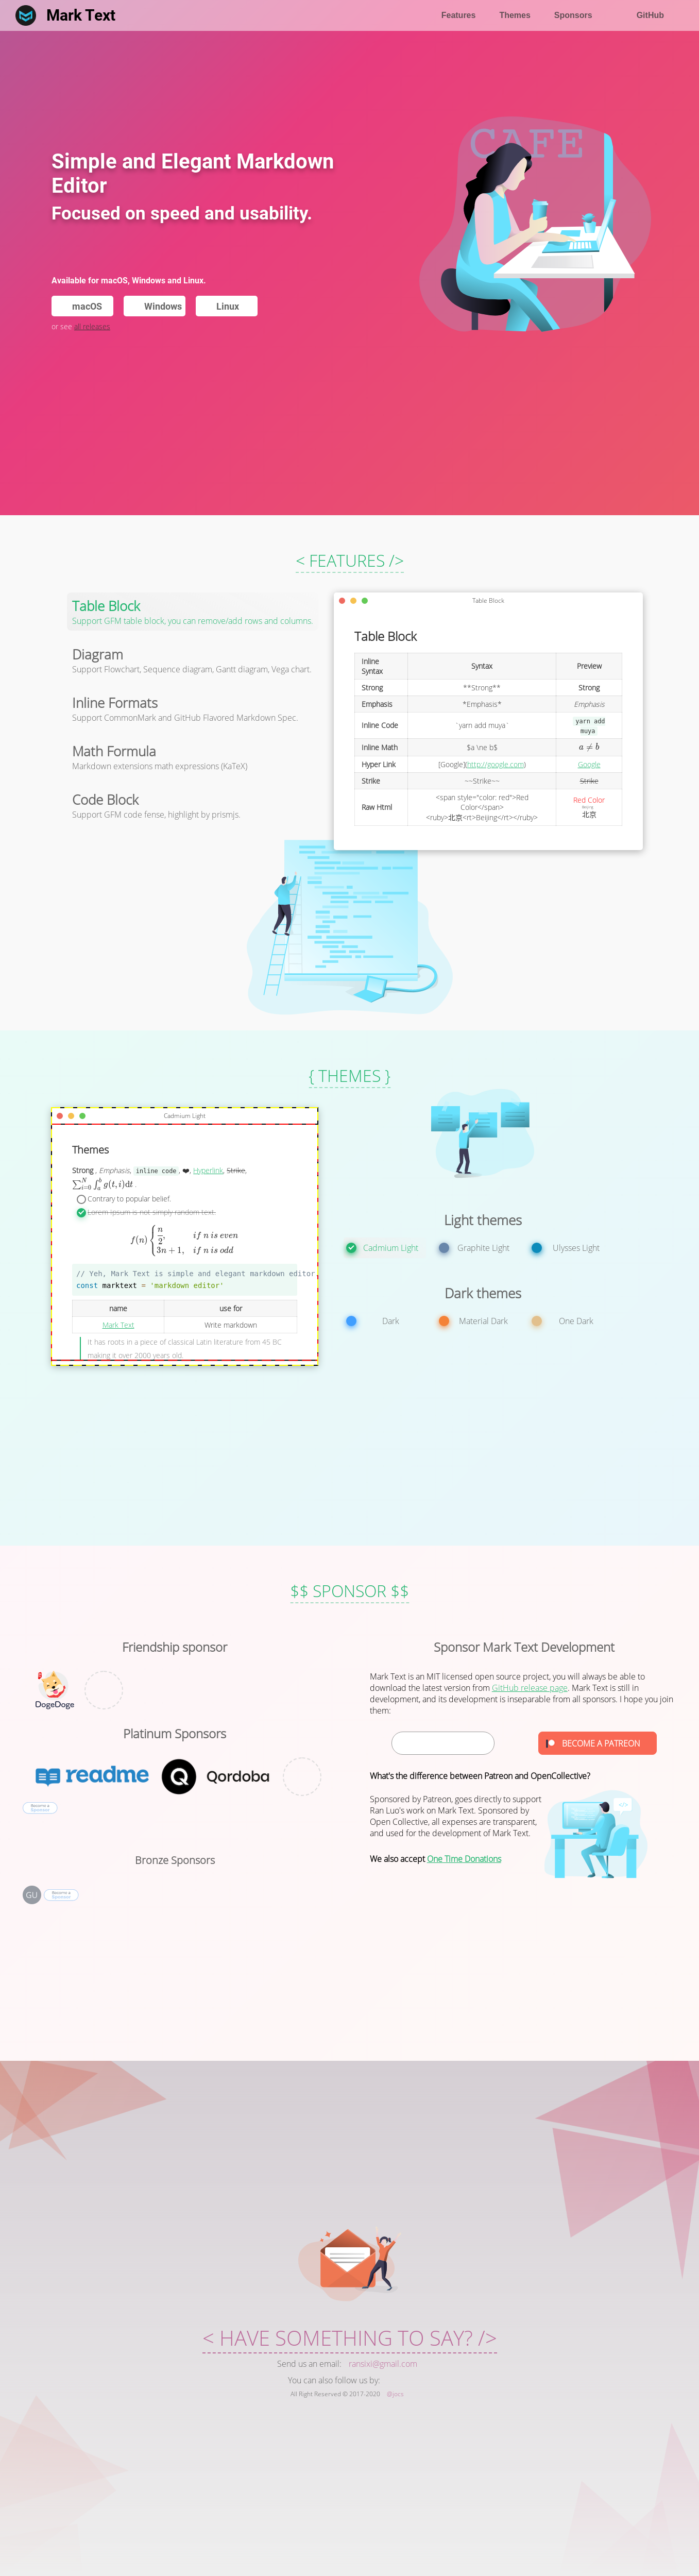 Mark Text
Features
Themes
Sponsors
GitHub
CAFE
Simple and Elegant Markdown
Editor
Focused on speed and usability.
Available for macOS, Windows and Linux.
macOS
Windows
Linux
or see all releases
< FEATURES />
Table Block
Support GFM table block, you can remove/add rows and columns.
Diagram
Support Flowchart, Sequence diagram, Gantt diagram, Vega chart.
Inline Formats
Support CommonMark and GitHub Flavored Markdown Spec.
Math Formula
Markdown extensions math expressions (KaTeX)
Code Block
Support GFM code fense, highlight by prismjs.
Table Block
Table Block
Inline
Syntax
Syntax
Preview
Strong
**Strong**
Strong
Emphasis
*Emphasis*
Emphasis
Inline Code
`yarn add muya`
yarn add
muya
Inline Math
$a \ne b$
a ≠ b
Hyper Link
[Google](http://google.com)
Google
Strike
~~Strike~~
Strike
Raw Html
<span style="color: red">Red
Color</span>
<ruby>北京<rt>Beijing</rt></ruby>
Red Color
Beijing
北京
{ THEMES }
Cadmium Light
Themes
Strong , Emphasis, inline code , ❤, Hyperlink, Strike,
∑_{i=0}^{N} ∫_{a}^{b} g(t, i)dt .
Contrary to popular belief.
Lorem Ipsum is not simply random text.
f(n) { n/2, if n is even
3n + 1, if n is odd
// Yeh, Mark Text is simple and elegant markdown editor
const marktext = 'markdown editor'
name
use for
Mark Text
Write markdown
It has roots in a piece of classical Latin literature from 45 BC
making it over 2000 years old.
Light themes
Cadmium Light
Graphite Light
Ulysses Light
Dark themes
Dark
Material Dark
One Dark
$$ SPONSOR $$
Friendship sponsor
DogeDoge
Platinum Sponsors
readme
Qordoba
Become a
Sponsore
Bronze Sponsors
GU
Become a
Sponsore
Sponsor Mark Text Development
Mark Text is an MIT licensed open source project, you will always be able to
download the latest version from GitHub release page. Mark Text is still in
development, and its development is inseparable from all sponsors. I hope you join
them:
BECOME A PATREON
What's the difference between Patreon and OpenCollective?
Sponsored by Patreon, goes directly to support
Ran Luo's work on Mark Text. Sponsored by
Open Collective, all expenses are transparent,
and used for the development of Mark Text.
We also accept One Time Donations
< HAVE SOMETHING TO SAY? />
Send us an email: ransixi@gmail.com
You can also follow us by:
All Right Reserved © 2017-2020 @jocs